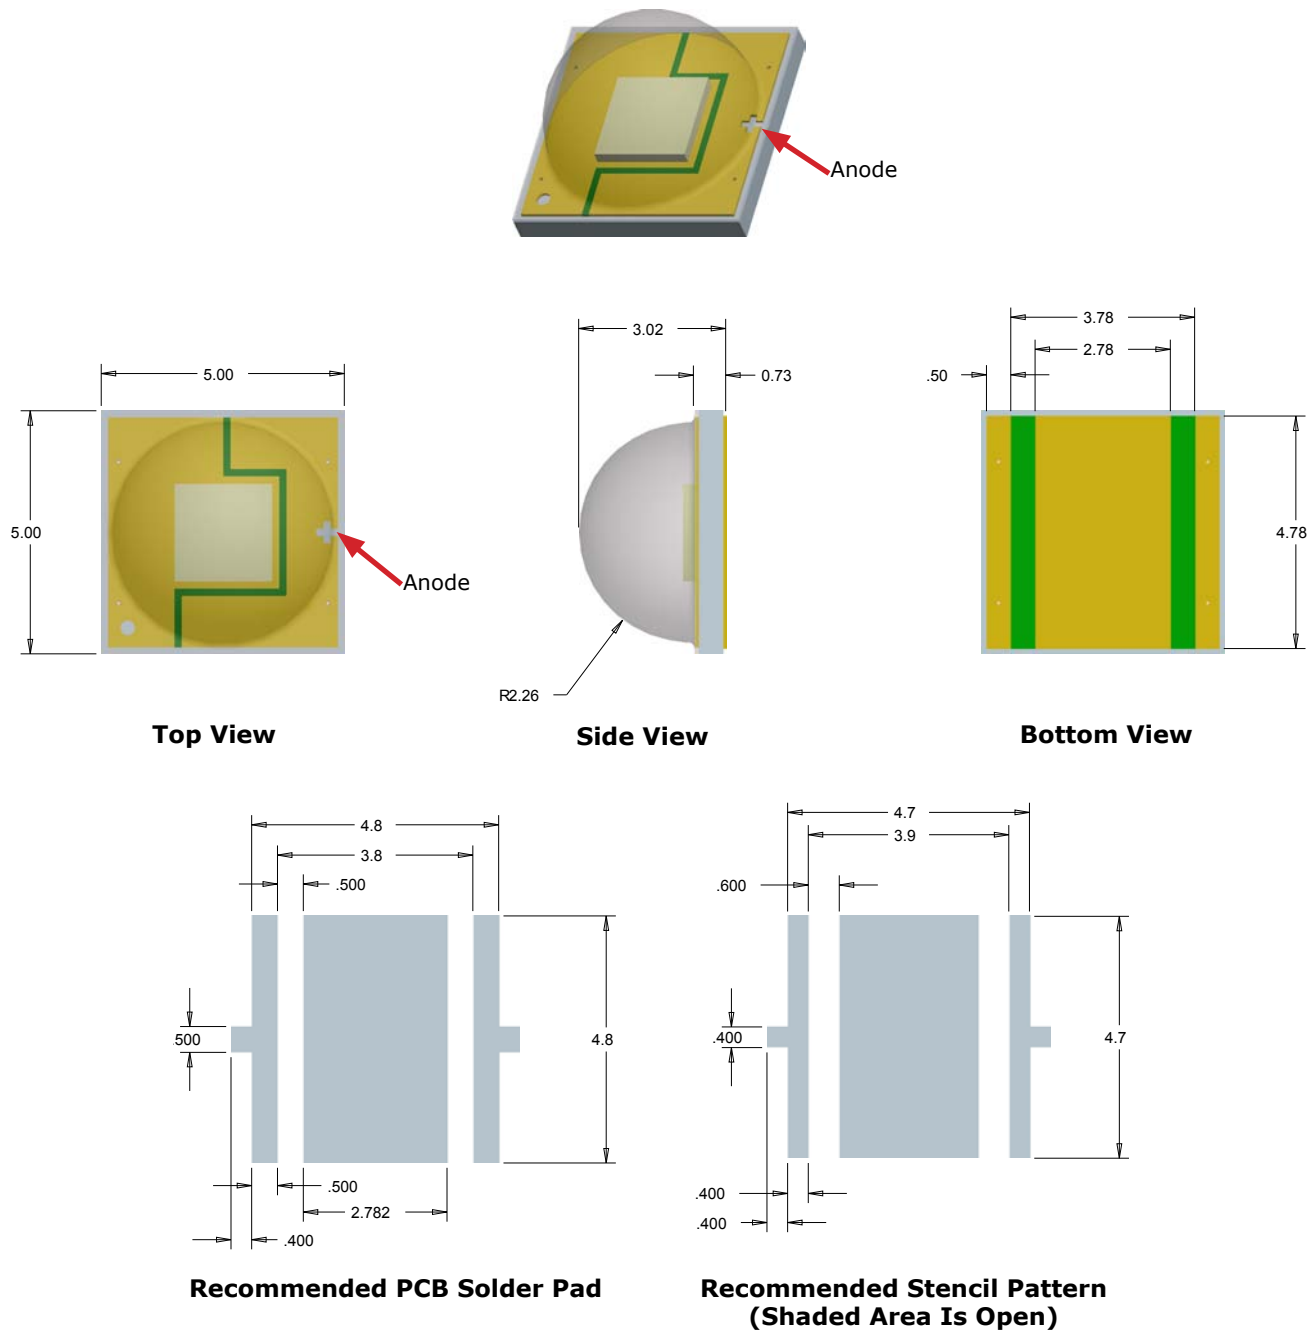 Anode
5.00
5.00
Anode
Top View
3.02
0.73
R2.26
Side View
3.78
2.78
.50
4.78
Bottom View
4.8
3.8
.500
.500
4.8
.500
2.782
.400
Recommended PCB Solder Pad
4.7
3.9
.600
.400
4.7
.400
.400
Recommended Stencil Pattern
(Shaded Area Is Open)